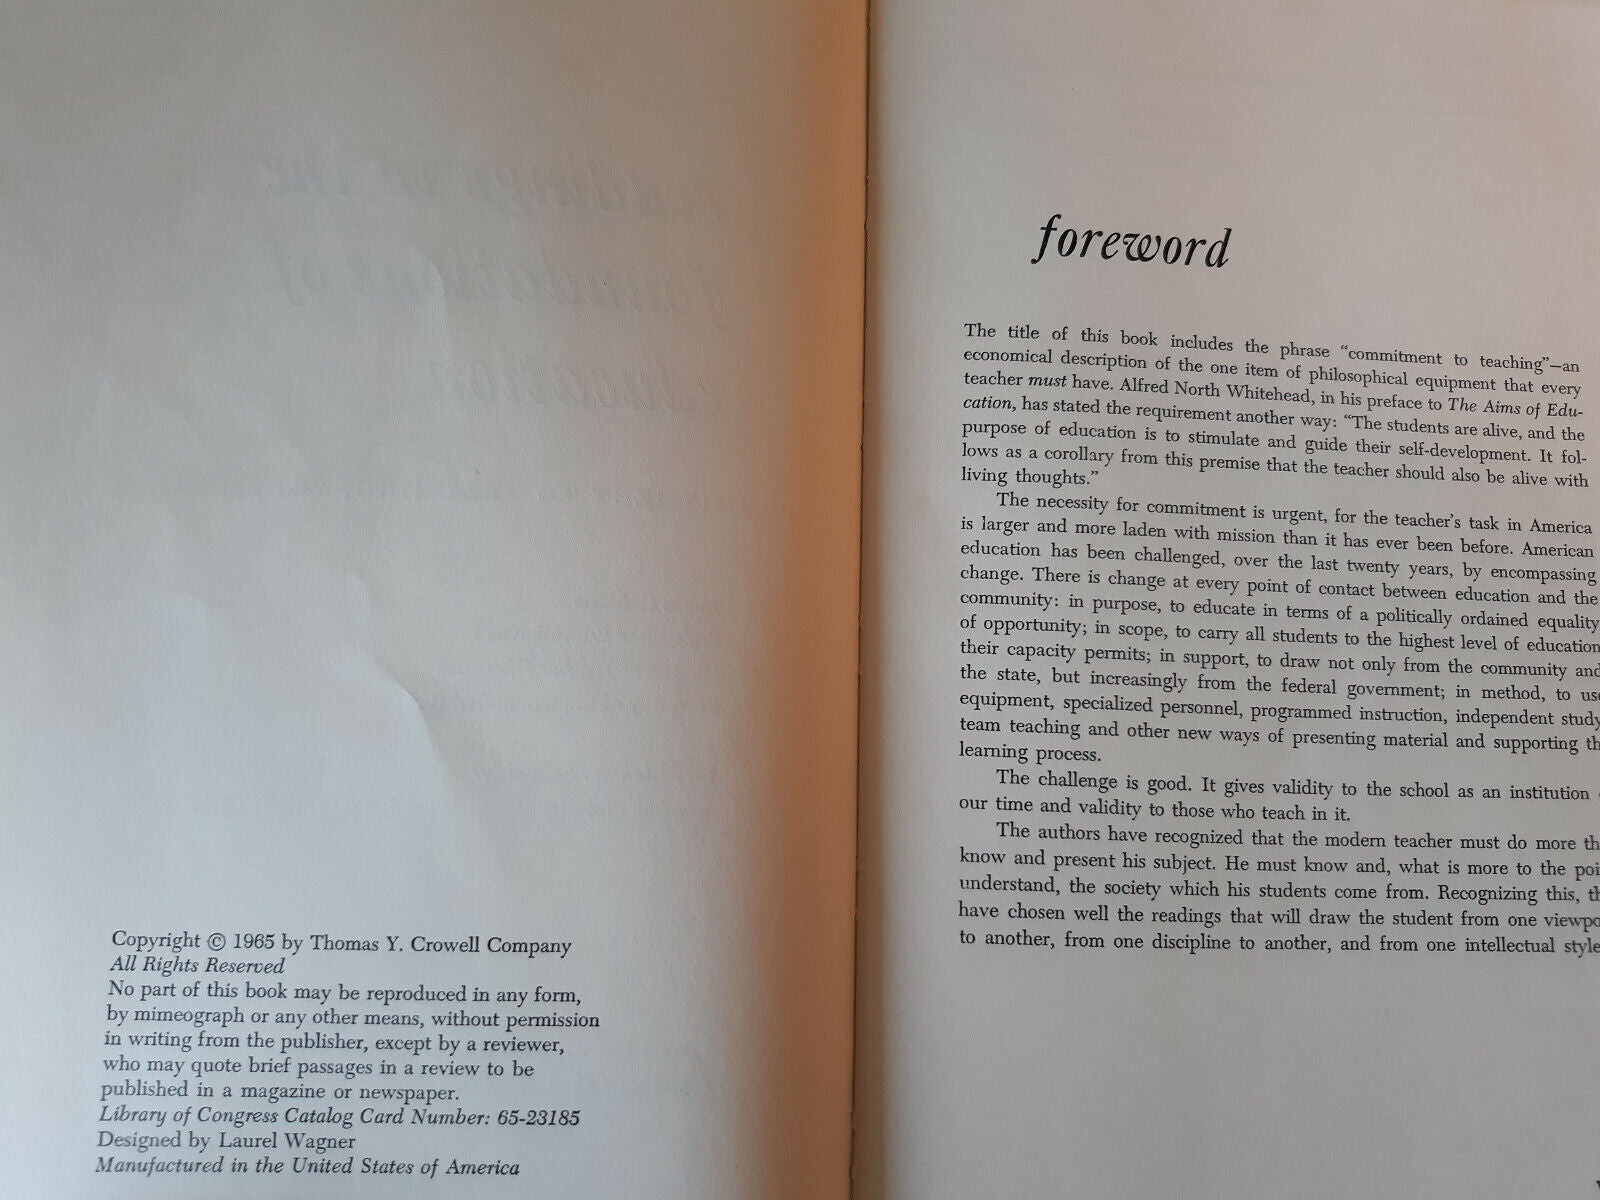 Copyright © 1965 by Thomas Y. Crowell Company
All Rights Reserved
No part of this book may be reproduced in any form,
by mimeograph or any other means, without permission
in writing from the publisher, except by a reviewer,
who may quote brief passages in a review to be
published in a magazine or newspaper.
Library of Congress Catalog Card Number: 65-23185
Designed by Laurel Wagner
Manufactured in the United States of America
foreword
The title of this book includes the phrase “commitment to teaching”—an
economical description of the one item of philosophical equipment that every
teacher must have. Alfred North Whitehead, in his preface to The Aims of Edu-
cation, has stated the requirement another way: “The students are alive, and the
purpose of education is to stimulate and guide their self-development. It fol-
lows as a corollary from this premise that the teacher should also be alive with
living thoughts.”
The necessity for commitment is urgent, for the teacher’s task in America
is larger and more laden with mission than it has ever been before. American
education has been challenged, over the last twenty years, by encompassing
change. There is change at every point of contact between education and the
community: in purpose, to educate in terms of a politically ordained equality
of opportunity; in scope, to carry all students to the highest level of education
their capacity permits; in support, to draw not only from the community and
the state, but increasingly from the federal government; in method, to use
equipment, specialized personnel, programmed instruction, independent study
team teaching and other new ways of presenting material and supporting th
learning process.
The challenge is good. It gives validity to the school as an institution
our time and validity to those who teach in it.
The authors have recognized that the modern teacher must do more th
know and present his subject. He must know and, what is more to the poi
understand, the society which his students come from. Recognizing this, th
have chosen well the readings that will draw the student from one viewpo
to another, from one discipline to another, and from one intellectual style